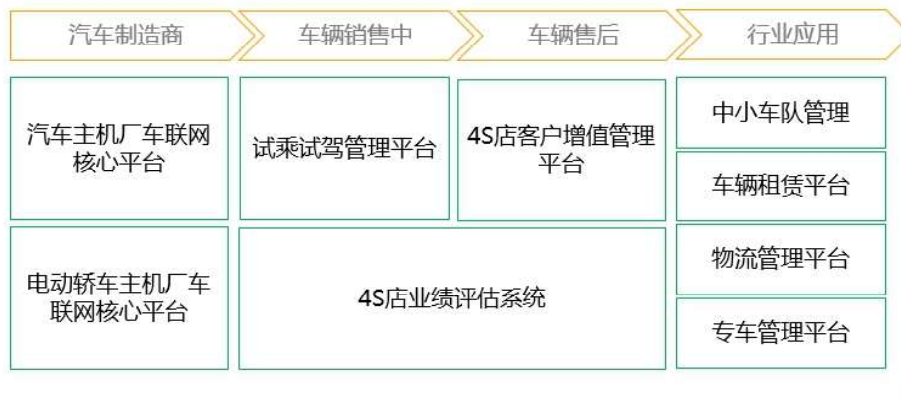 汽车制造商
车辆销售中
车辆售后
行业应用
汽车主机厂车联网
核心平台
试乘试驾管理平台
4S店客户增值管理
平台
中小车队管理
车辆租赁平台
电动轿车主机厂车
联网核心平台
4S店业绩评估系统
物流管理平台
专车管理平台